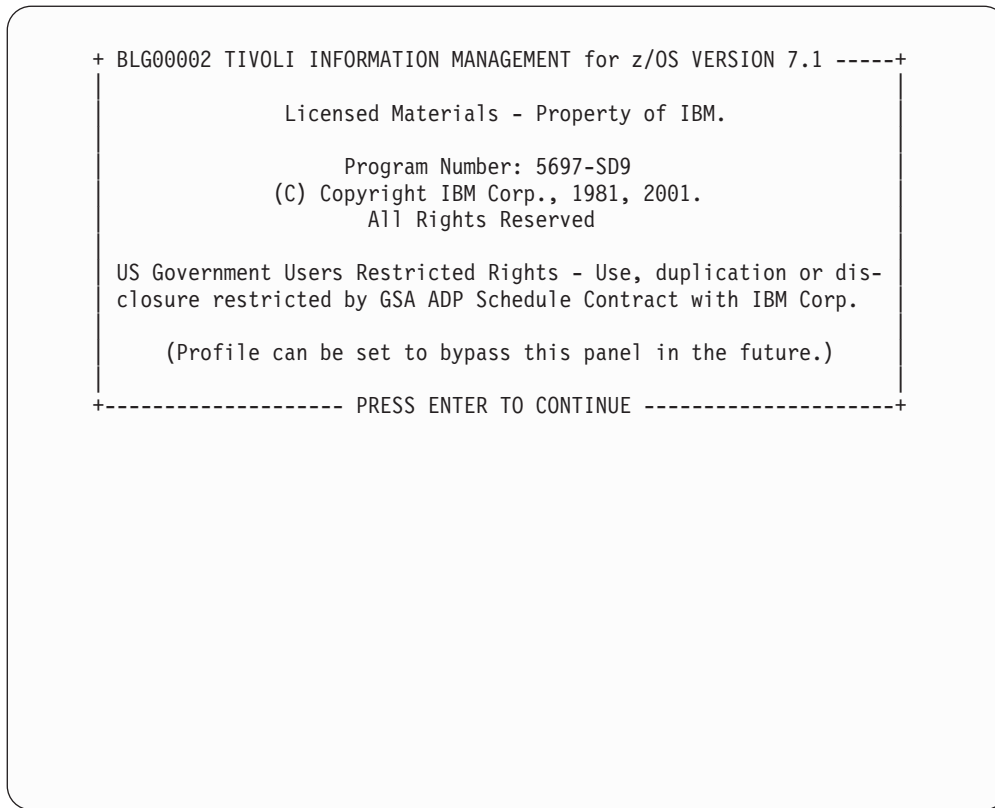 + BLG00002 TIVOLI INFORMATION MANAGEMENT for z/OS VERSION 7.1 -----+
Licensed Materials - Property of IBM.
Program Number: 5697-SD9
(C) Copyright IBM Corp., 1981, 2001.
All Rights Reserved
US Government Users Restricted Rights - Use, duplication or dis-
closure restricted by GSA ADP Schedule Contract with IBM Corp.
(Profile can be set to bypass this panel in the future.)
+-------------------- PRESS ENTER TO CONTINUE ---------------------+